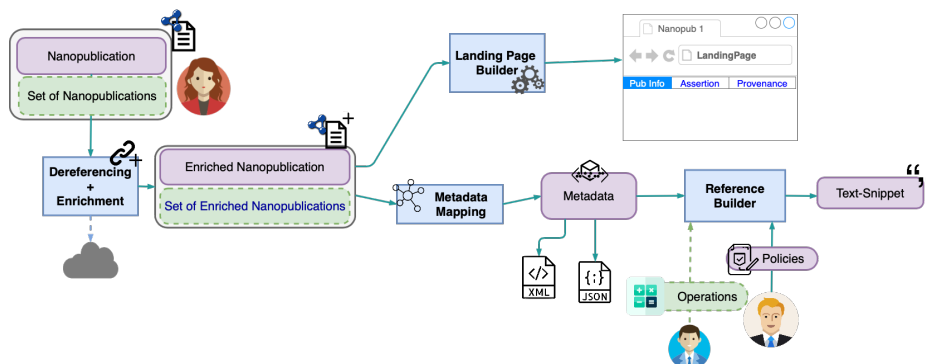 Nanopublication
Set of Nanopublications
Dereferencing
+
Enrichment
Enriched Nanopublication
Set of Enriched Nanopublications
Landing Page
Builder
Nanopub 1
LandingPage
Pub Info
Assertion
Provenance
Metadata
Mapping
Metadata
</>
XML
{;}
JSON
Reference
Builder
Text-Snippet
Policies
Operations